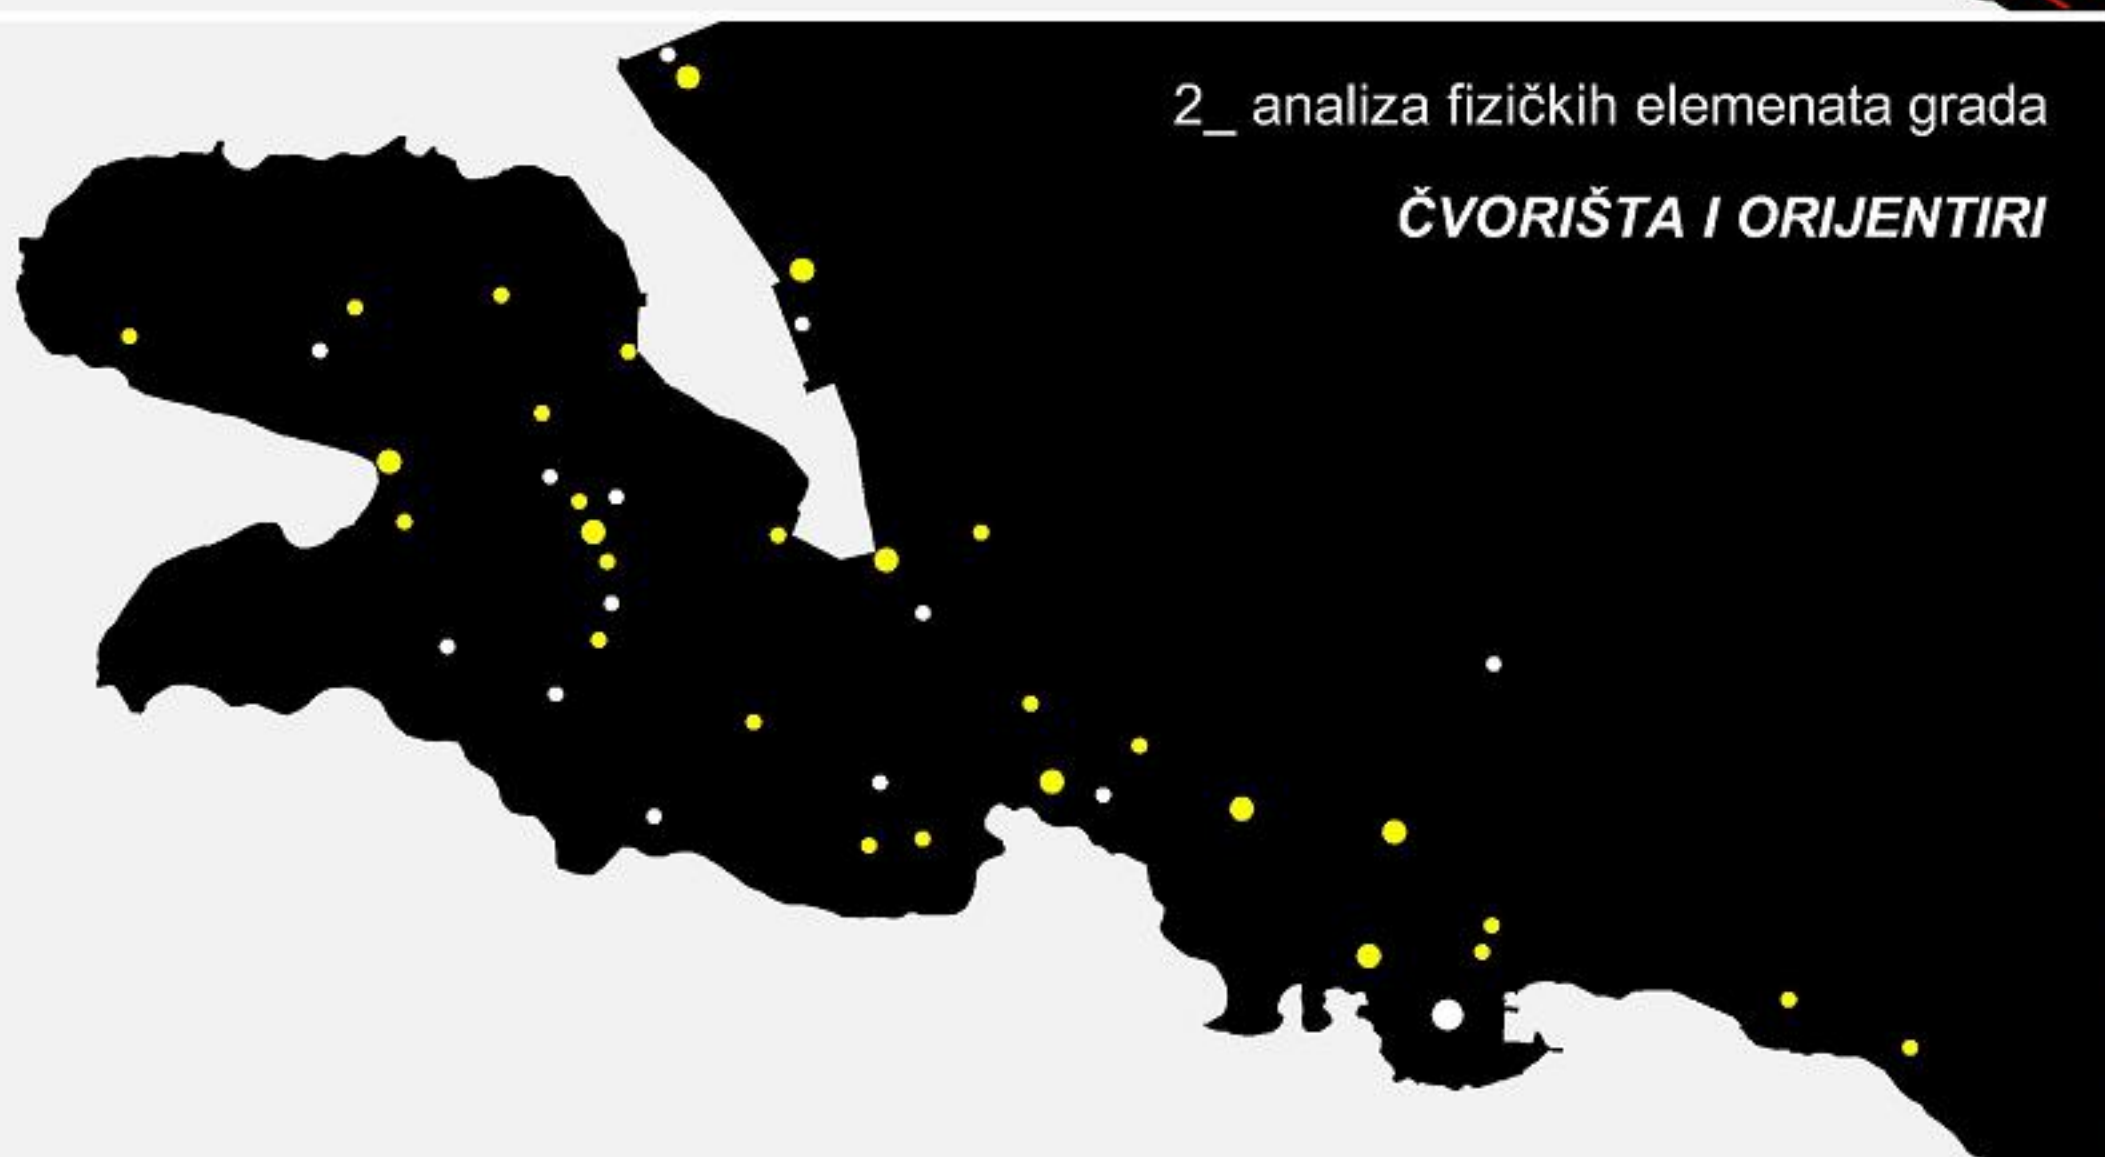 2_ analiza fizičkih elemenata grada
ČVORIŠTA I ORIJENTIRI